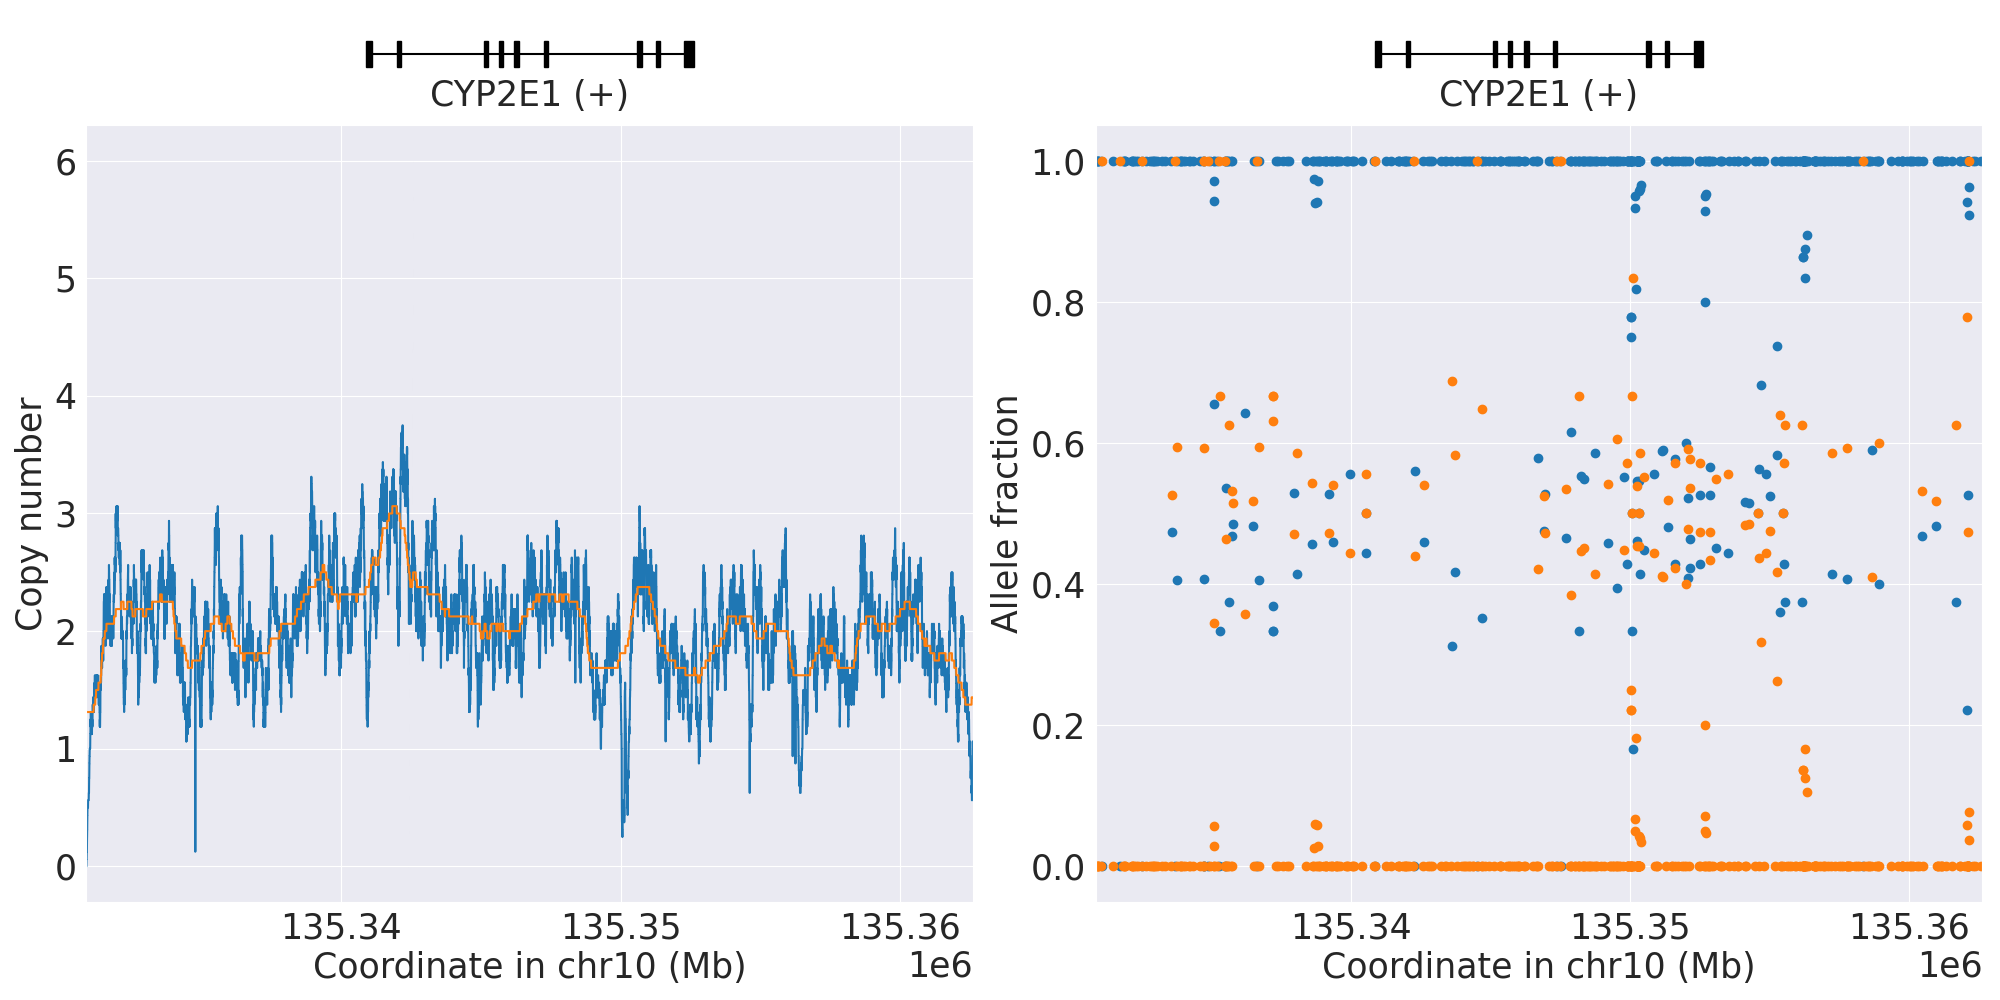 CYP2E1 (+)
6
5
4
3
2
1
0
Copy number
135.34 135.35 135.36
Coordinate in chr10 (Mb) 1e6
CYP2E1 (+)
1.0
0.8
0.6
0.4
0.2
0.0
Allele fraction
135.34 135.35 135.36
Coordinate in chr10 (Mb) 1e6